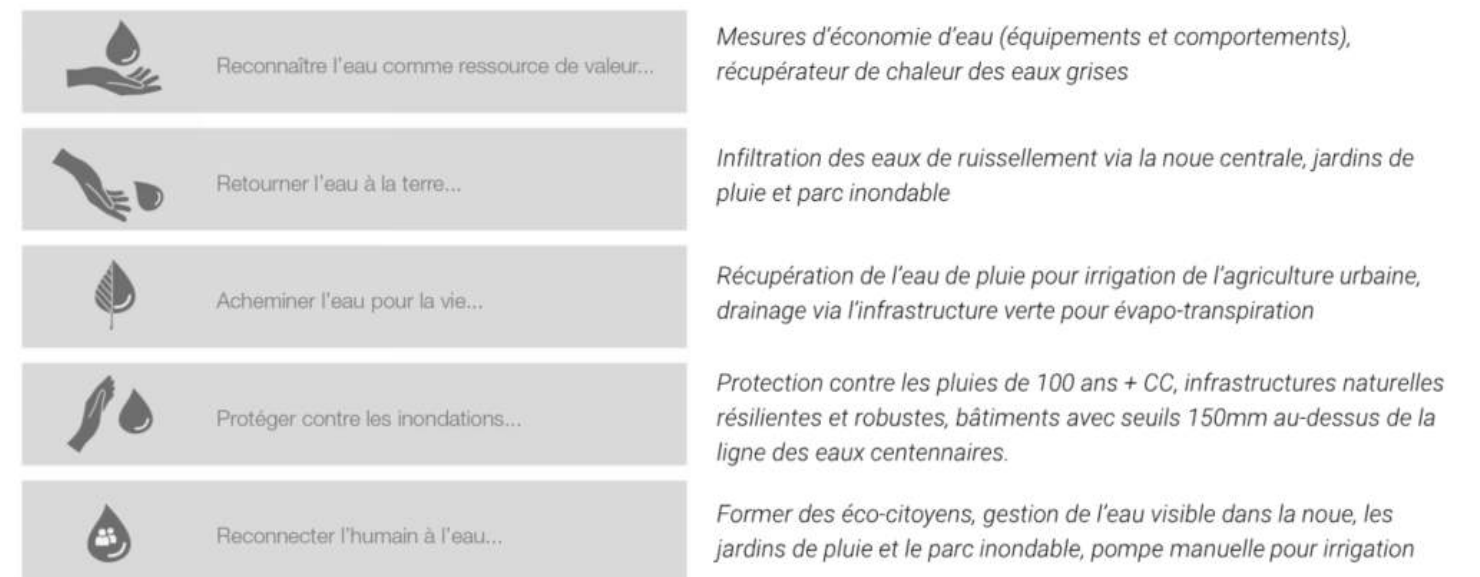 Reconnaître l'eau comme ressource de valeur...
Mesures d'économie d'eau (équipements et comportements),
récupérateur de chaleur des eaux grises
Retourner l'eau à la terre...
Infiltration des eaux de ruissellement via la noue centrale, jardins de
pluie et parc inondable
Acheminer l'eau pour la vie...
Récupération de l'eau de pluie pour irrigation de l'agriculture urbaine,
drainage via l'infrastructure verte pour évapo-transpiration
Protéger contre les inondations...
Protection contre les pluies de 100 ans + CC, infrastructures naturelles
résilientes et robustes, bâtiments avec seuils 150mm au-dessus de la
ligne des eaux centennaires.
Reconnecter l'humain à l'eau...
Former des éco-citoyens, gestion de l'eau visible dans la noue, les
jardins de pluie et le parc inondable, pompe manuelle pour irrigation